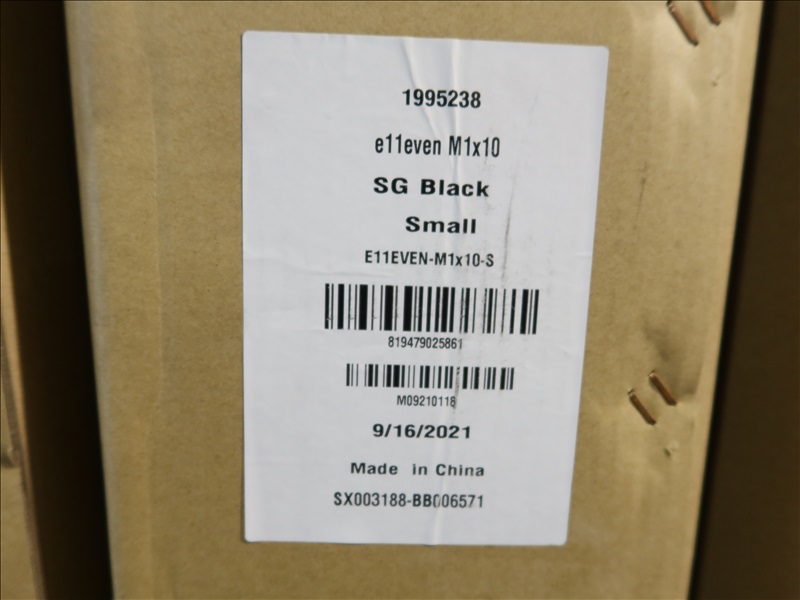 1995238
e11even M1x10
SG Black
Small
E11EVEN-M1x10-S
819479025861
M09210118
9/16/2021
Made in China
SX003188-BB006571